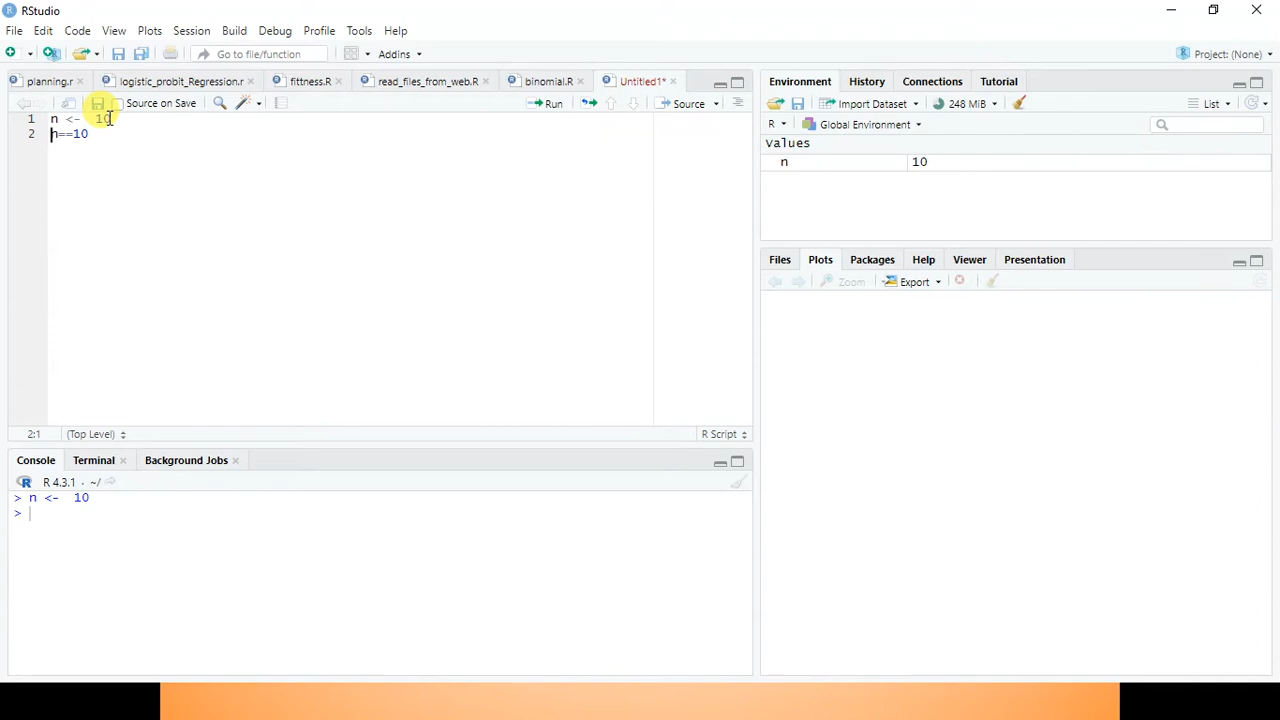 RStudio
File Edit Code View Plots Session Build Debug Profile Tools Help
Go to file/function Addins Project: (None)
planning.r logistic_probit_Regression.r fittness.R read_files_from_web.R binomial.R Untitled1*
Source on Save Run Source
1 n <-  10
2 n==10
2:1 (Top Level) R Script
Console Terminal Background Jobs
R 4.3.1 · ~/
> n <-  10
>
Environment History Connections Tutorial
Import Dataset 248 MiB List
R Global Environment
Values
n 10
Files Plots Packages Help Viewer Presentation
Zoom Export